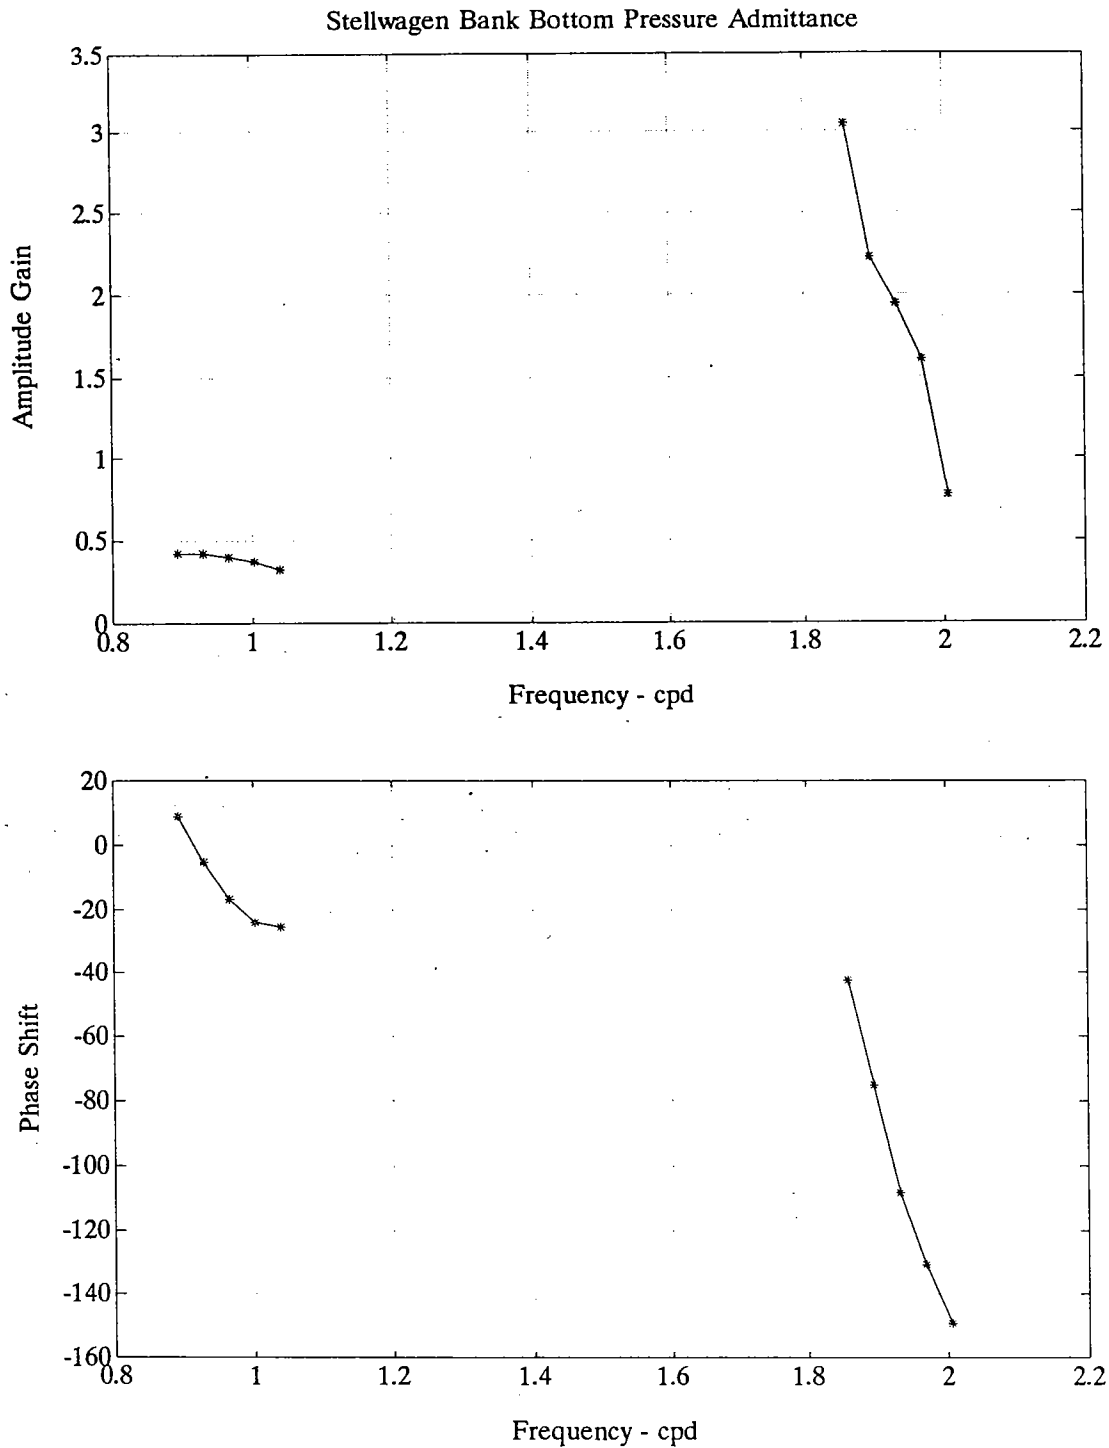 Stellwagen Bank Bottom Pressure Admittance
3.5
3
2.5
2
1.5
1
0.5
0
Amplitude Gain
0.8 1 1.2 1.4 1.6 1.8 2 2.2
Frequency - cpd
20
0
-20
-40
-60
-80
-100
-120
-140
-160
Phase Shift
0.8 1 1.2 1.4 1.6 1.8 2 2.2
Frequency - cpd